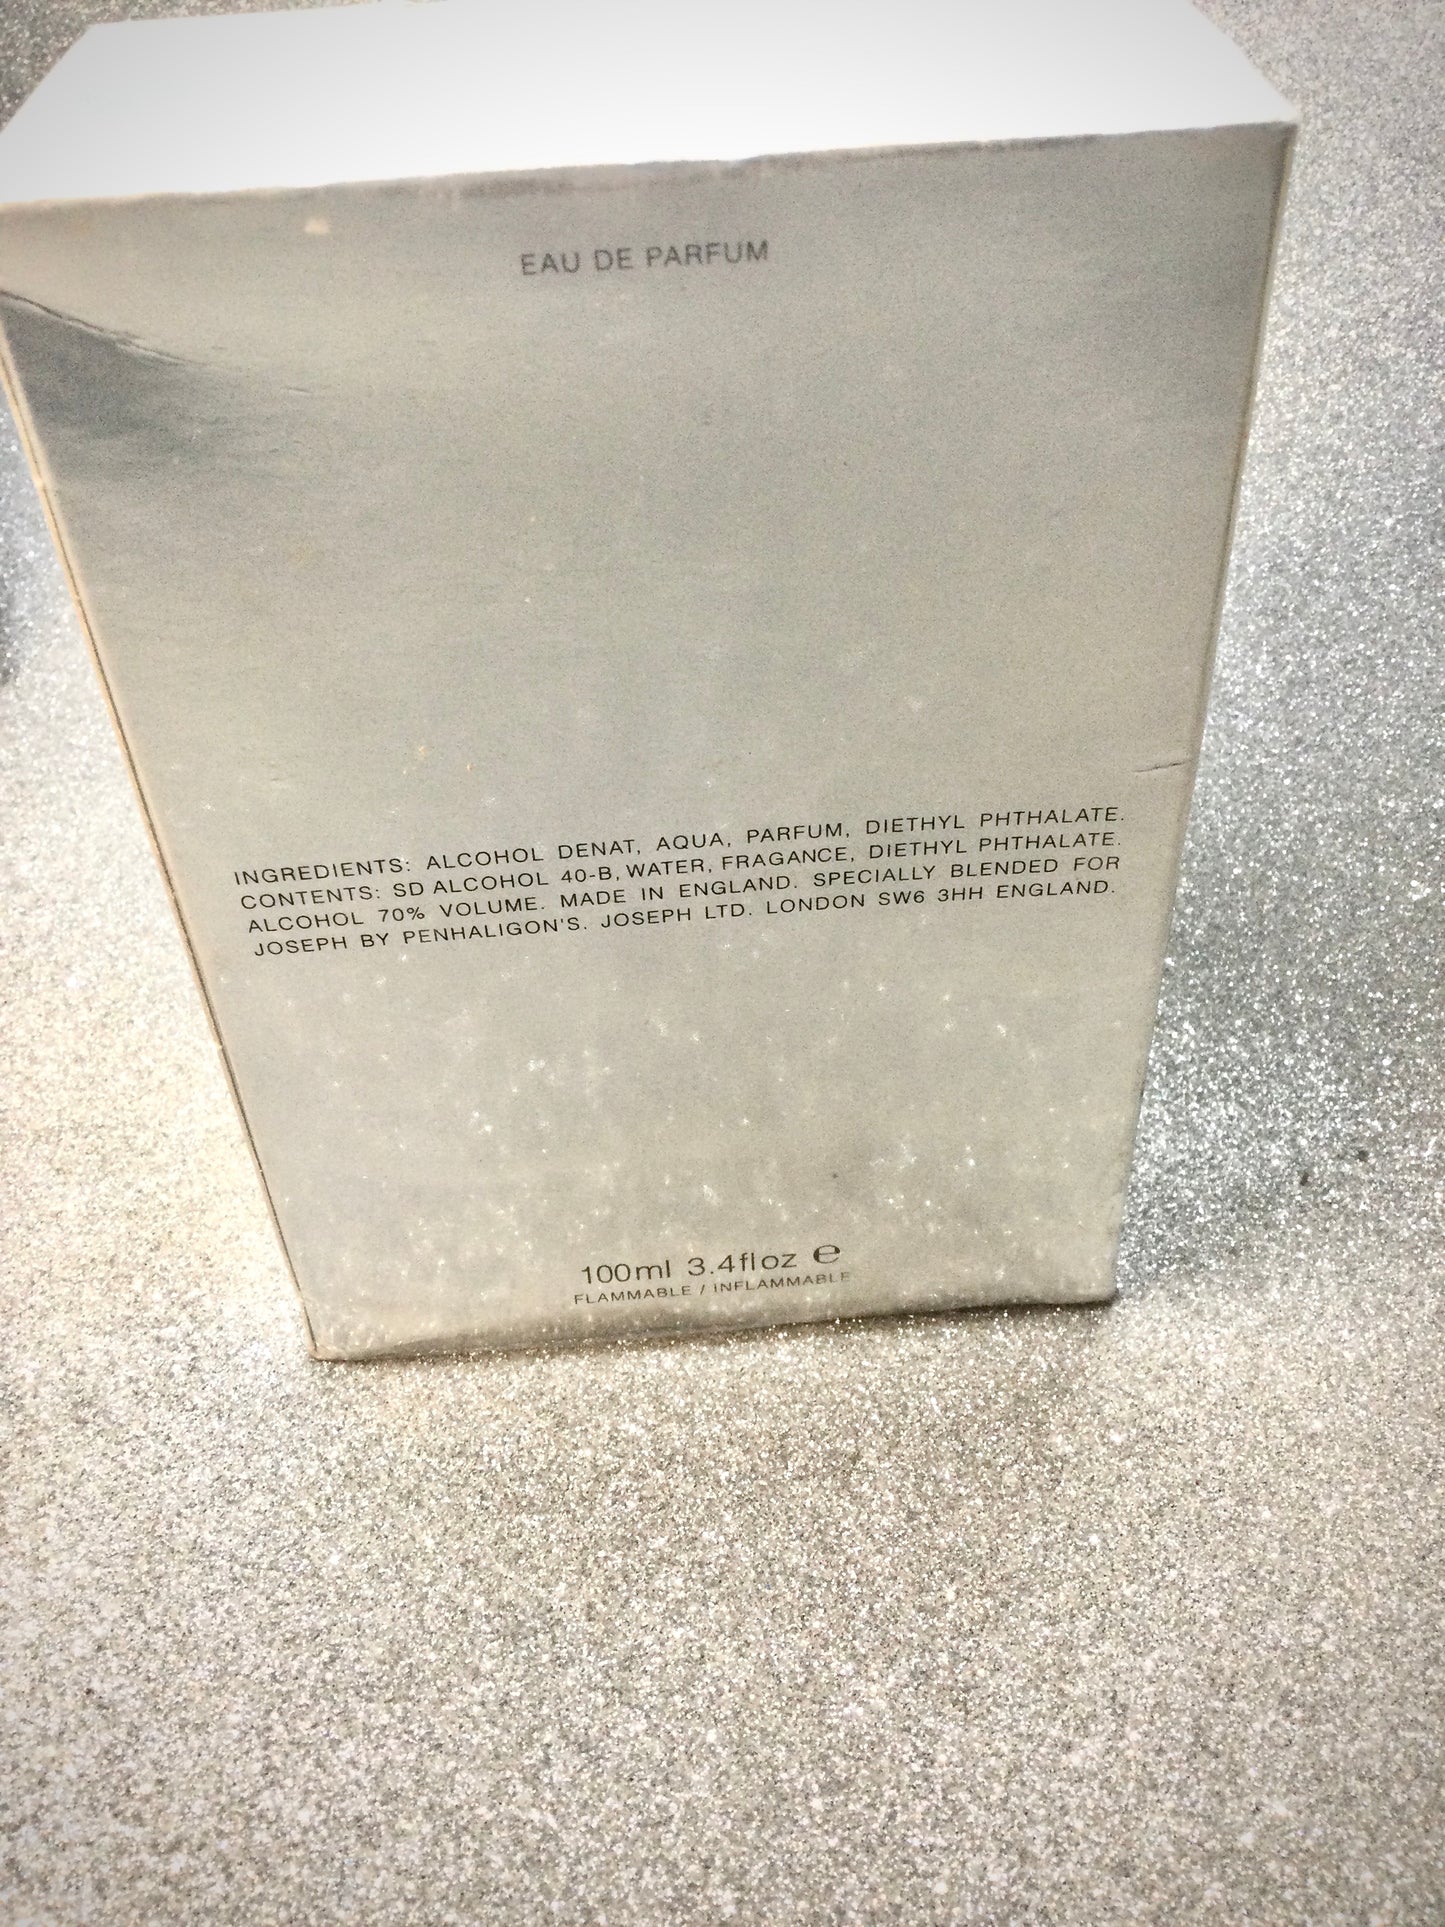 EAU DE PARFUM
INGREDIENTS: ALCOHOL DENAT, AQUA, PARFUM, DIETHYL PHTHALATE.
CONTENTS: SD ALCOHOL 40-B, WATER, FRAGANCE, DIETHYL PHTHALATE.
ALCOHOL 70% VOLUME. MADE IN ENGLAND. SPECIALLY BLENDED FOR
JOSEPH BY PENHALIGON'S. JOSEPH LTD. LONDON SW6 3HH ENGLAND.
100ml 3.4floz ℮
FLAMMABLE / INFLAMMABLE